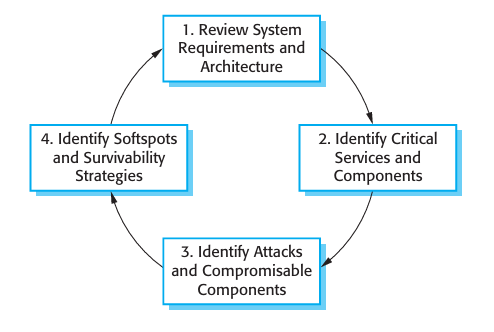 1. Review System
Requirements and
Architecture
2. Identify Critical
Services and
Components
3. Identify Attacks
and Compromisable
Components
4. Identify Softspots
and Survivability
Strategies